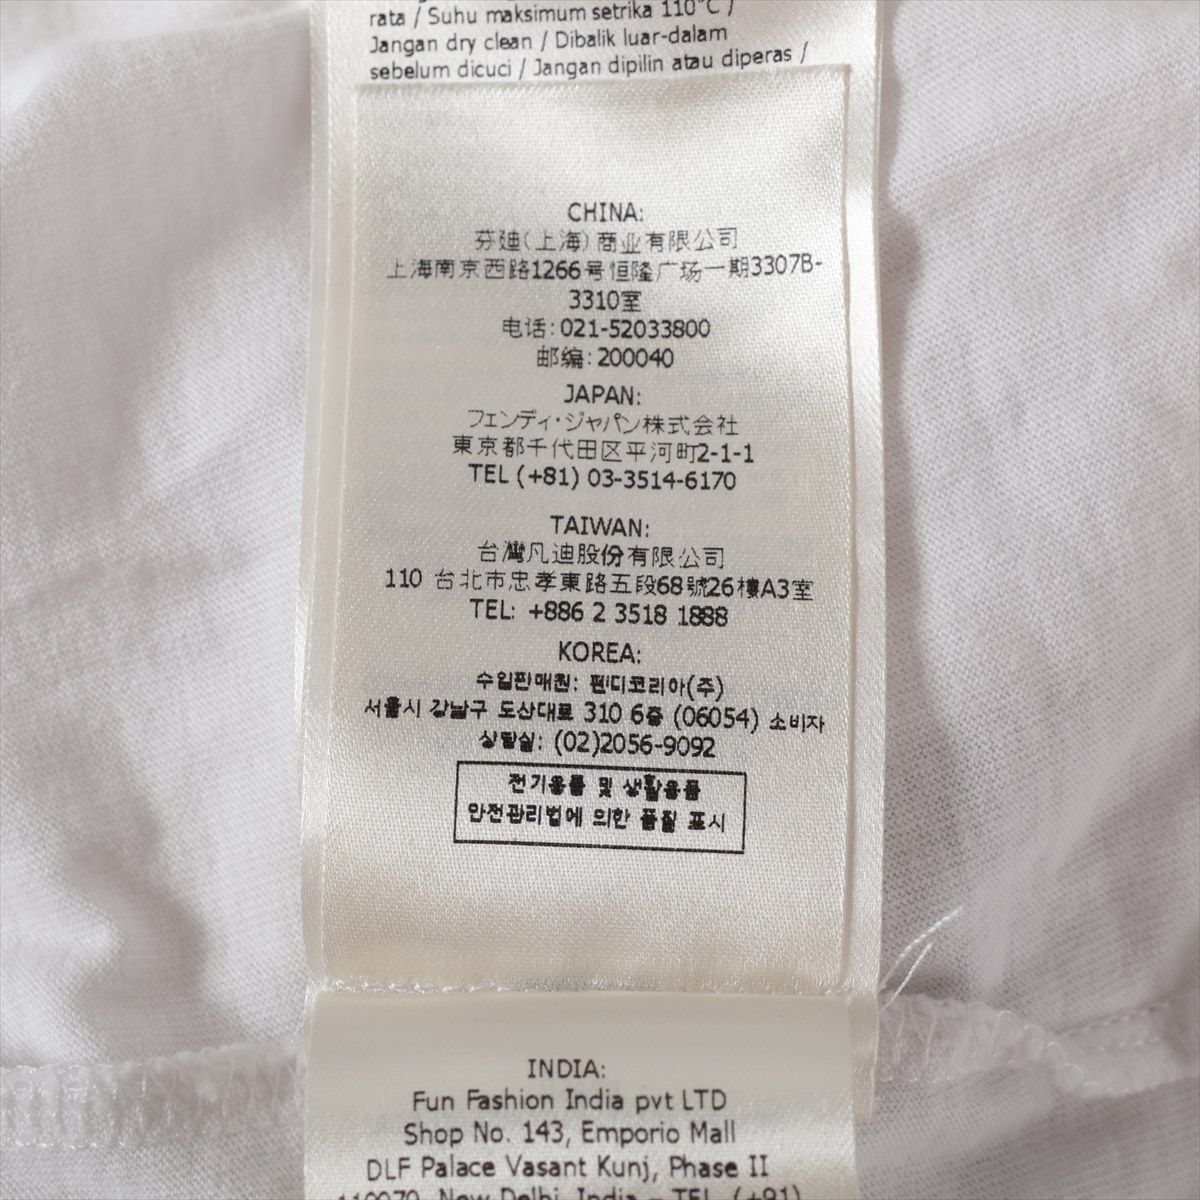 rata / Suhu maksimum setrika 110°C /
Jangan dry clean / Dibalik luar-dalam
sebelum dicuci / Jangan dipilin atau diperas /
CHINA:
芬迪(上海)商业有限公司
上海南京西路1266号恒隆广场一期3307B-
3310室
电话:021-52033800
邮编:200040
JAPAN:
フェンディ・ジャパン株式会社
東京都千代田区平河町2-1-1
TEL (+81) 03-3514-6170
TAIWAN:
台灣凡迪股份有限公司
110 台北市忠孝東路五段68號26樓A3室
TEL: +886 2 3518 1888
KOREA:
수입판매원: 펜디코리아(주)
서울시 강남구 도산대로 310 6층 (06054) 소비자
상담실: (02)2056-9092
전기용품 및 생활용품
안전관리법에 의한 품질 표시
INDIA:
Fun Fashion India pvt LTD
Shop No. 143, Emporio Mall
DLF Palace Vasant Kunj, Phase II
110070, New Delhi, India – TEL (+91)